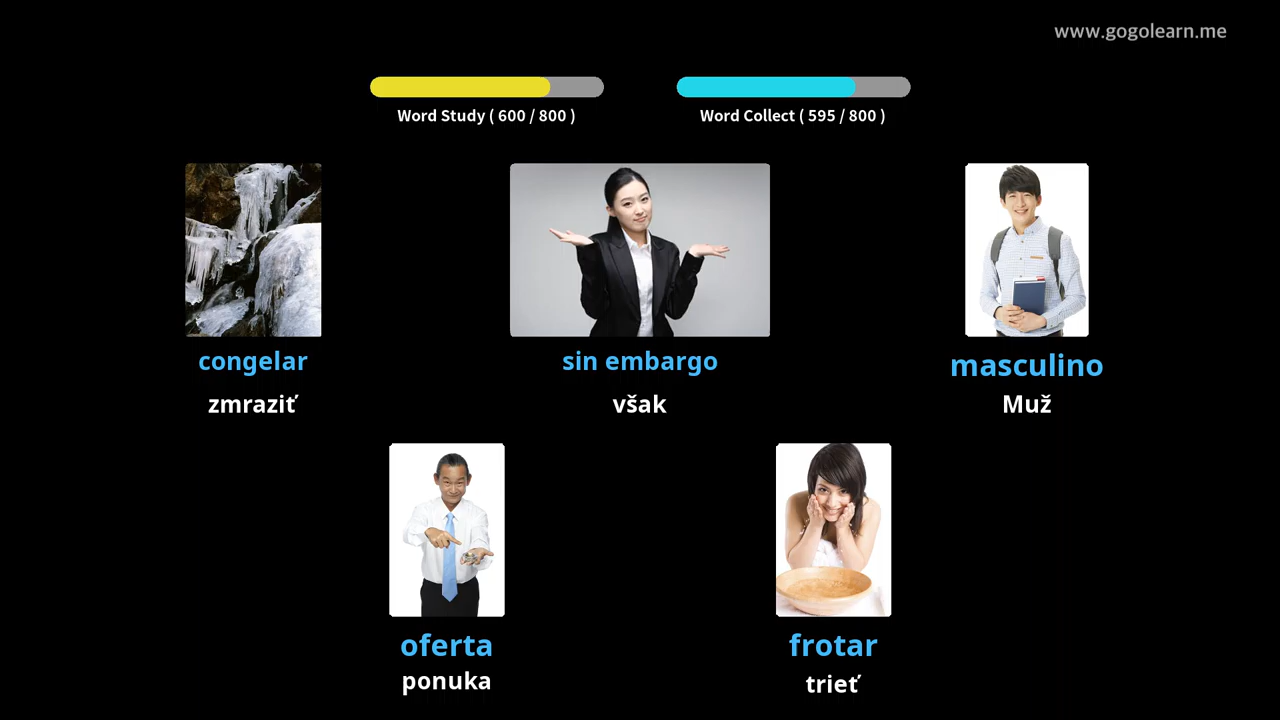 www.gogolearn.me
Word Study ( 600 / 800 )
Word Collect ( 595 / 800 )
congelar
zmraziť
sin embargo
však
masculino
Muž
oferta
ponuka
frotar
trieť